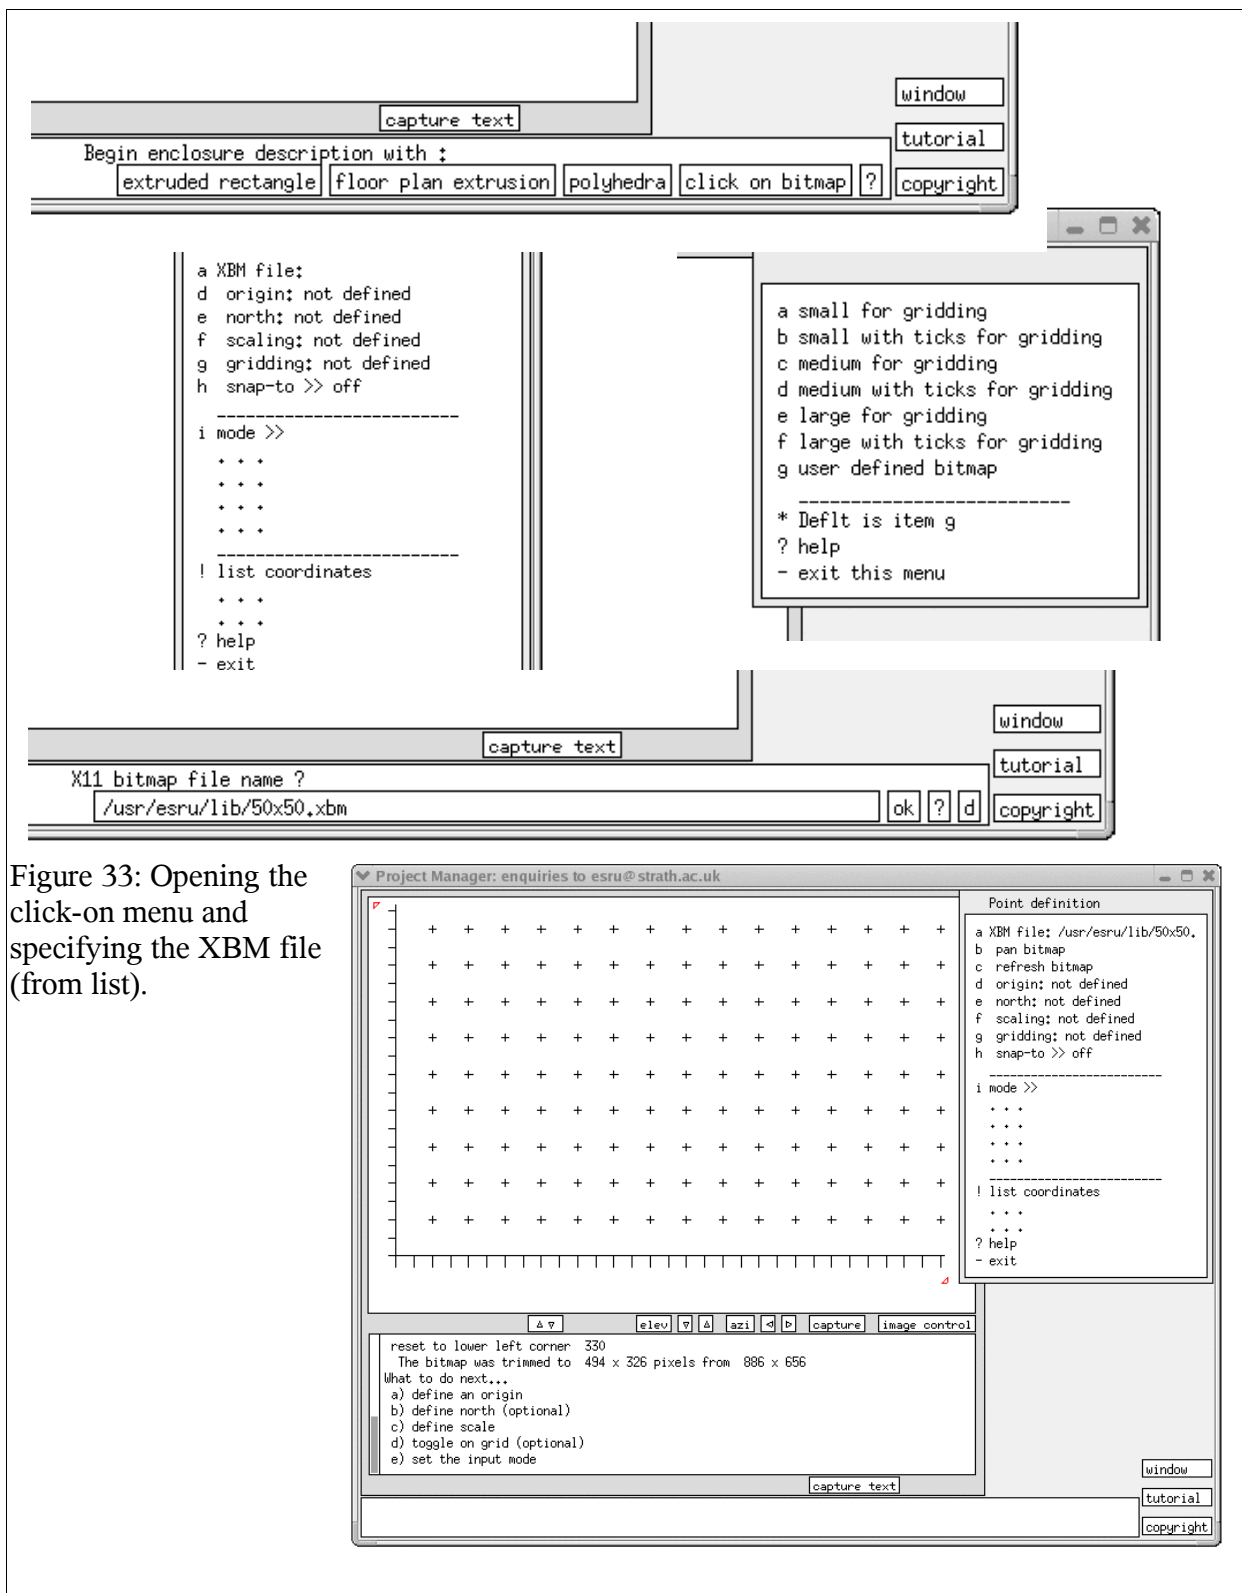 capture text
window
tutorial
copyright
Begin enclosure description with :
extruded rectangle floor plan extrusion polyhedra click on bitmap ?
a XBM file:
d origin: not defined
e north: not defined
f scaling: not defined
g gridding: not defined
h snap-to >> off
i mode >>
. . .
. . .
. . .
. . .
! list coordinates
. . .
. . .
? help
- exit
a small for gridding
b small with ticks for gridding
c medium for gridding
d medium with ticks for gridding
e large for gridding
f large with ticks for gridding
g user defined bitmap
* Deflt is item g
? help
- exit this menu
capture text
window
tutorial
copyright
X11 bitmap file name ?
/usr/esru/lib/50x50.xbm ok ? d
Figure 33: Opening the
click-on menu and
specifying the XBM file
(from list).
Project Manager: enquiries to esru@strath.ac.uk
Point definition
a XBM file: /usr/esru/lib/50x50.
b pan bitmap
c refresh bitmap
d origin: not defined
e north: not defined
f scaling: not defined
g gridding: not defined
h snap-to >> off
i mode >>
. . .
. . .
. . .
. . .
! list coordinates
. . .
. . .
? help
- exit
elev azi capture image control
reset to lower left corner 330
The bitmap was trimmed to 494 x 326 pixels from 886 x 656
What to do next...
a) define an origin
b) define north (optional)
c) define scale
d) toggle on grid (optional)
e) set the input mode
capture text
window
tutorial
copyright